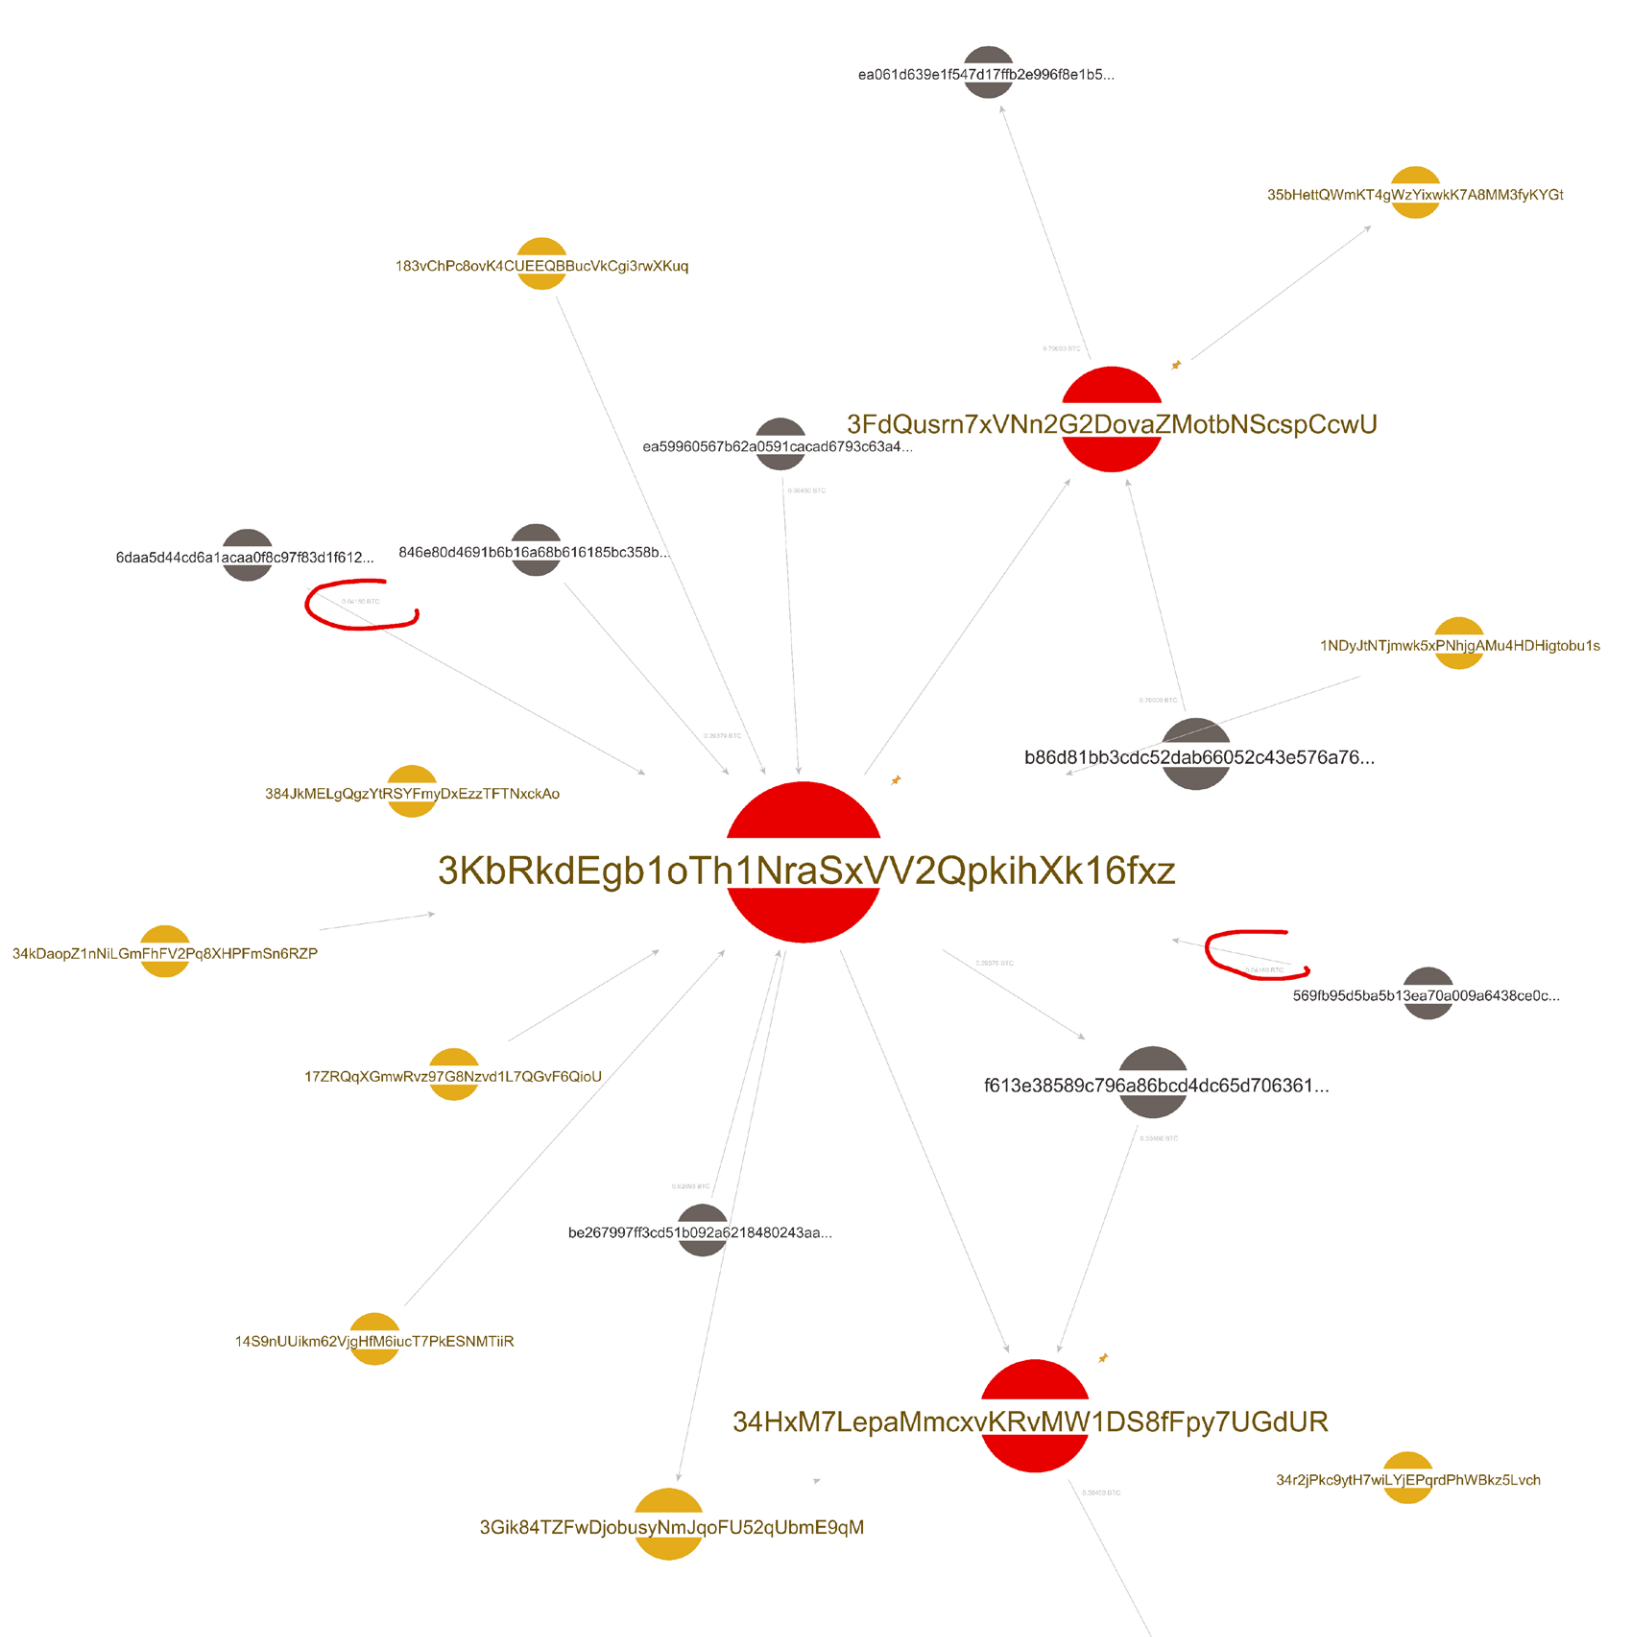 ea061d639e1f547d17ffb2e996f8e1b5...
35bHettQWmKT4gWzYixwkK7A8MM3fyKYGt
183vChPc8ovK4CUEEQBBucVkCgi3rwXKuq
3FdQusrn7xVNn2G2DovaZMotbNScspCcwU
ea59960567b62a0591cacad6793c63a4...
846e80d4691b6b16a68b616185bc358b...
6daa5d44cd6a1acaa0f8c97f83d1f612...
1NDyJtNTjmwk5xPNhjgAMu4HDHigtobu1s
b86d81bb3cdc52dab66052c43e576a76...
384JkMELgQgzYtRSYFmyDxEzzTFTNxckAo
3KbRkdEgb1oTh1NraSxVV2QpkihXk16fxz
34kDaopZ1nNiLGmFhFV2Pq8XHPFmSn6RZP
569fb95d5ba5b13ea70a009a6438ce0c...
17ZRQqXGmwRvz97G8Nzvd1L7QGvF6QioU
f613e38589c796a86bcd4dc65d706361...
be267997ff3cd51b092a6218480243aa...
14S9nUUikm62VjgHfM6iucT7PkESNMTiiR
34HxM7LepaMmcxvKRvMW1DS8fFpy7UGdUR
34r2jPkc9ytH7wiLYjEPqrdPhWBkz5Lvch
3Gik84TZFwDjobusyNmJqoFU52qUbmE9qM